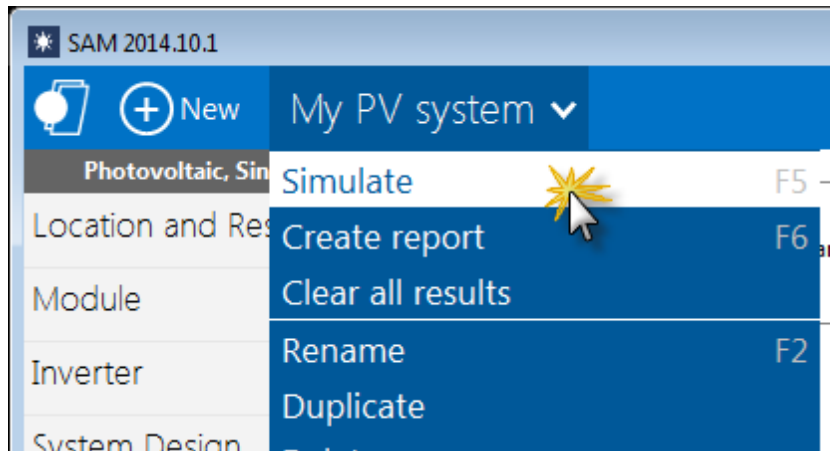 SAM 2014.10.1
New
My PV system
Photovoltaic, Sin
Simulate F5
Location and Res
Create report F6
Module
Clear all results
Inverter
Rename F2
Duplicate
System Design